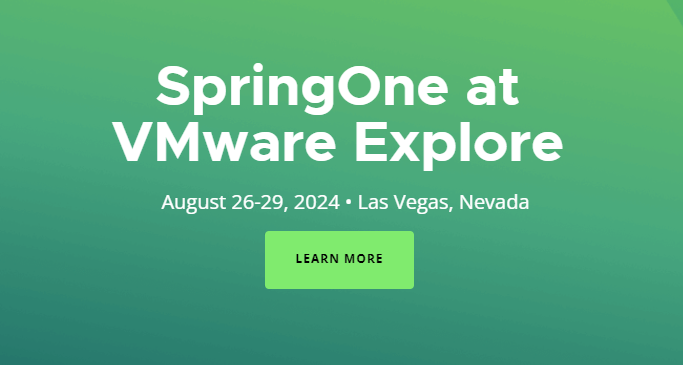 SpringOne at
VMware Explore
August 26-29, 2024 • Las Vegas, Nevada
LEARN MORE